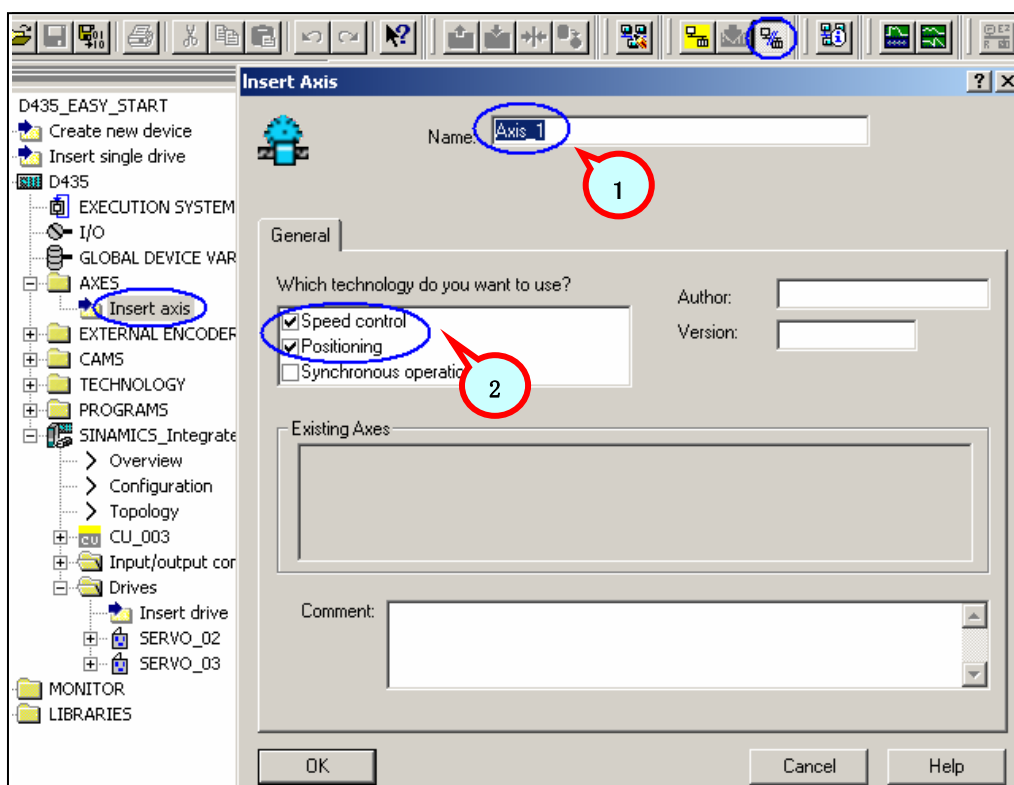 Insert Axis
D435_EASY_START
Create new device
Insert single drive
D435
EXECUTION SYSTEM
I/O
GLOBAL DEVICE VAR
AXES
Insert axis
EXTERNAL ENCODER
CAMS
TECHNOLOGY
PROGRAMS
SINAMICS_Integrate
Overview
Configuration
Topology
CU_003
Input/output cor
Drives
Insert drive
SERVO_02
SERVO_03
MONITOR
LIBRARIES
Name: Axis_1
1
General
Which technology do you want to use?
Speed control
Positioning
Synchronous operatio
2
Author:
Version:
Existing Axes
Comment:
OK
Cancel
Help